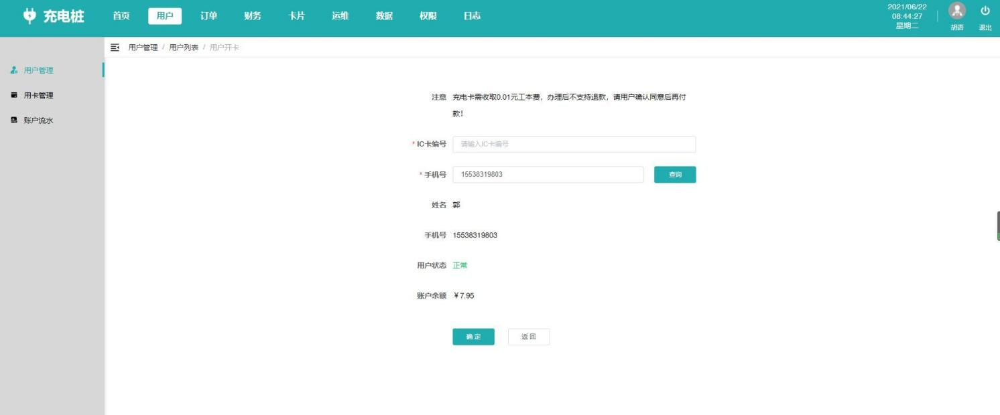 充电桩
首页 用户 订单 财务 卡片 运维 数据 权限 日志
2021/06/22
08:44:27
星期二
胡语 退出
用户管理 / 用户列表 / 用户开卡
用户管理
用卡管理
账户流水
注意 充电卡需收取0.01元工本费，办理后不支持退款，请用户确认同意后再付
款！
* IC卡编号 请输入IC卡编号
* 手机号 15538319803 查询
姓名 郭
手机号 15538319803
用户状态 正常
账户余额 ￥7.95
确定 返回